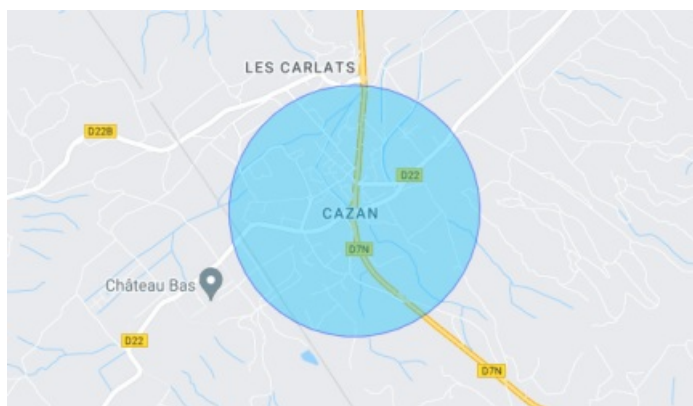 LES CARLATS
D22B
D22
CAZAN
D7N
Château Bas
D22
D7N